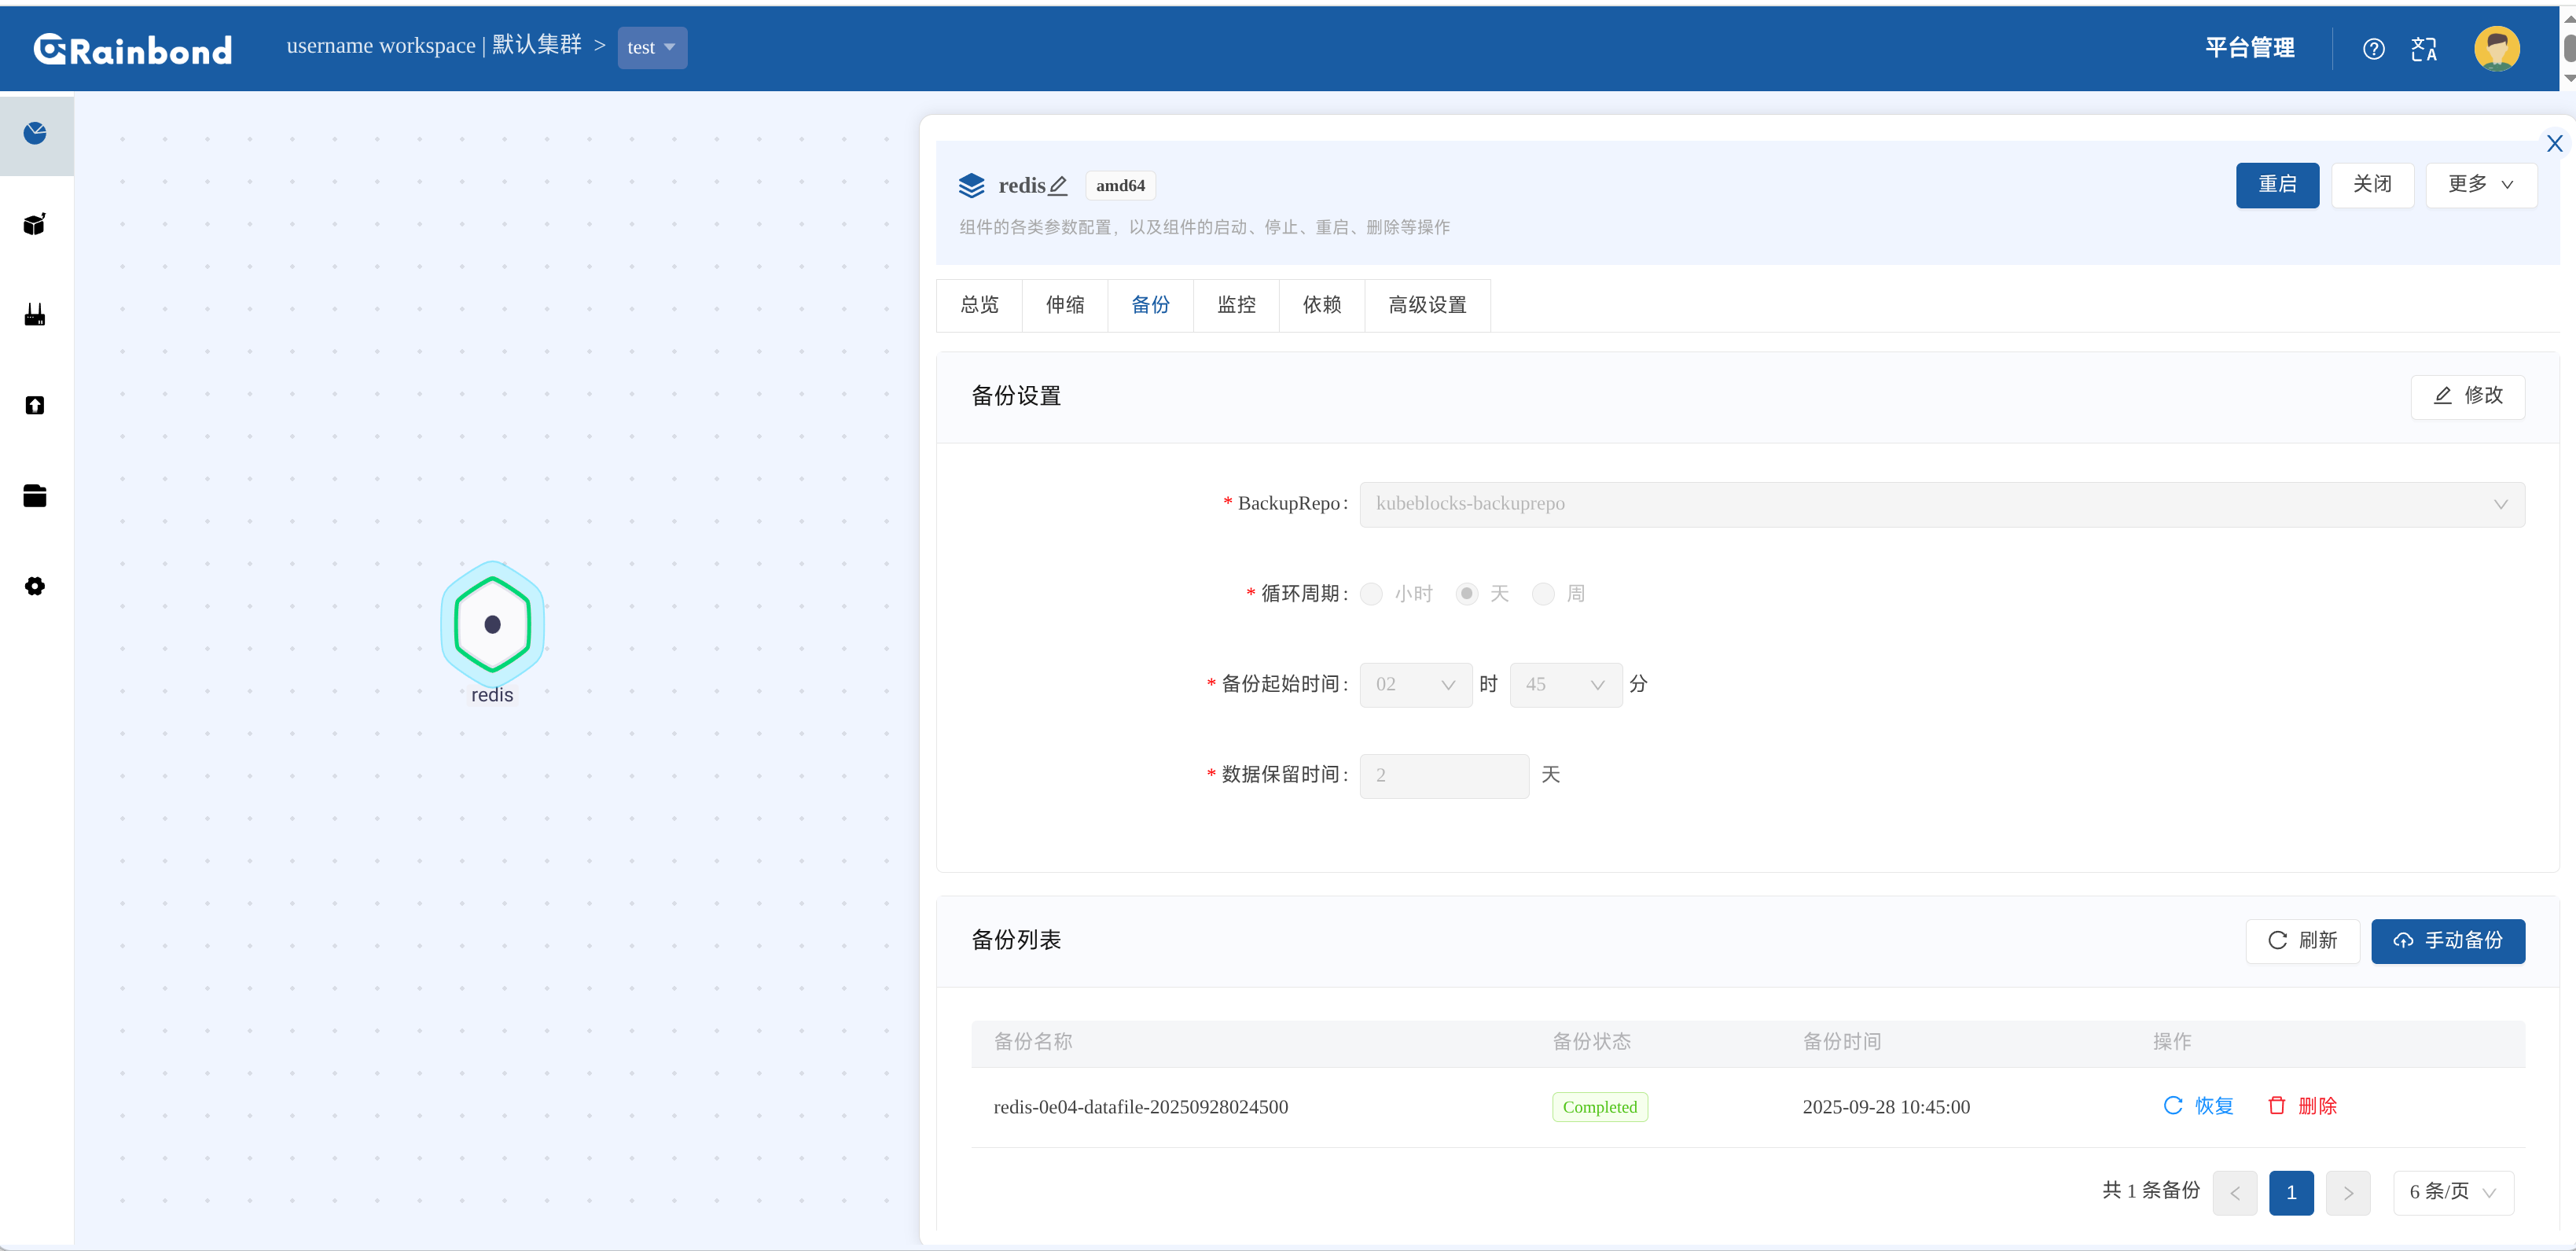 Rainbond
username workspace | 默认集群 > test
平台管理
redis amd64
重启 关闭 更多
组件的各类参数配置，以及组件的启动、停止、重启、删除等操作
总览 伸缩 备份 监控 依赖 高级设置
备份设置
修改
* BackupRepo: kubeblocks-backuprepo
* 循环周期: 小时 天 周
* 备份起始时间: 02 时 45 分
redis
* 数据保留时间: 2 天
备份列表
刷新 手动备份
备份名称 备份状态 备份时间 操作
redis-0e04-datafile-20250928024500 Completed 2025-09-28 10:45:00 恢复 删除
共 1 条备份 < 1 > 6 条/页